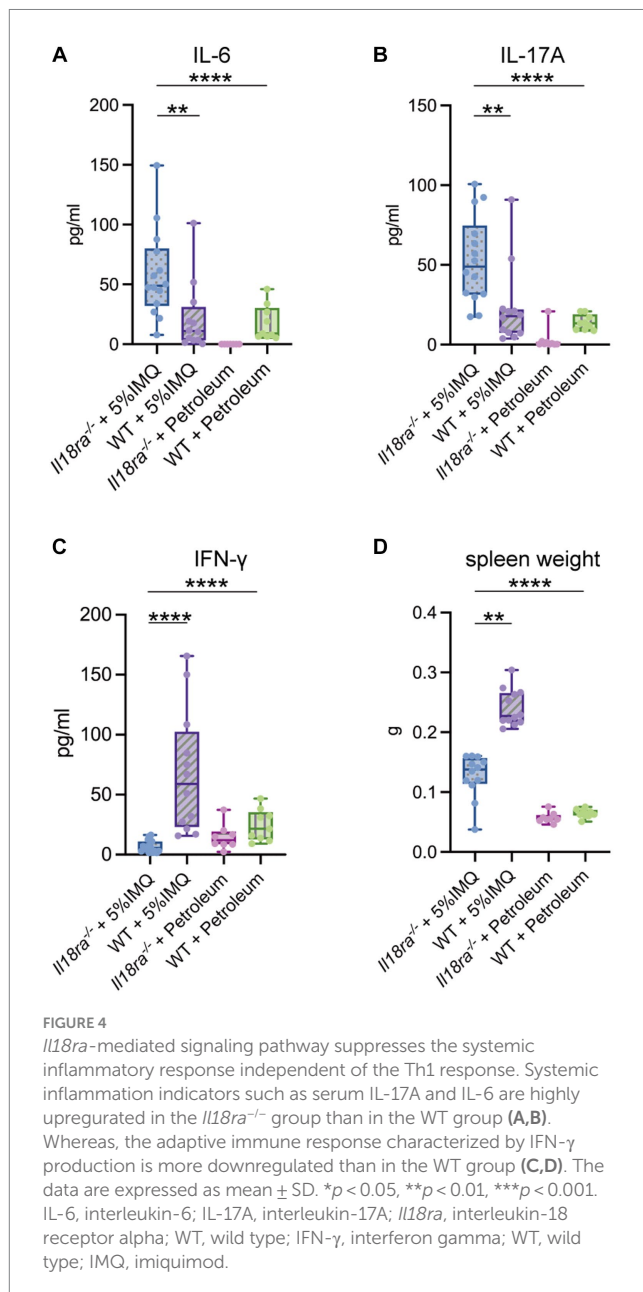 A
IL-6
****
**
200
150
100
50
0
pg/ml
Il18ra-/- + 5%IMQ
WT + 5%IMQ
Il18ra-/- + Petroleum
WT + Petroleum
B
IL-17A
****
**
150
100
50
0
pg/ml
Il18ra-/- + 5%IMQ
WT + 5%IMQ
Il18ra-/- + Petroleum
WT + Petroleum
C
IFN-γ
****
****
200
150
100
50
0
pg/ml
Il18ra-/- + 5%IMQ
WT + 5%IMQ
Il18ra-/- + Petroleum
WT + Petroleum
D
spleen weight
****
**
0.4
0.3
0.2
0.1
0.0
g
Il18ra-/- + 5%IMQ
WT + 5%IMQ
Il18ra-/- + Petroleum
WT + Petroleum
FIGURE 4
Il18ra-mediated signaling pathway suppresses the systemic
inflammatory response independent of the Th1 response. Systemic
inflammation indicators such as serum IL-17A and IL-6 are highly
upregurated in the Il18ra−/− group than in the WT group (A,B).
Whereas, the adaptive immune response characterized by IFN-γ
production is more downregulated than in the WT group (C,D). The
data are expressed as mean ± SD. *p < 0.05, **p < 0.01, ***p < 0.001.
IL-6, interleukin-6; IL-17A, interleukin-17A; Il18ra, interleukin-18
receptor alpha; WT, wild type; IFN-γ, interferon gamma; WT, wild
type; IMQ, imiquimod.